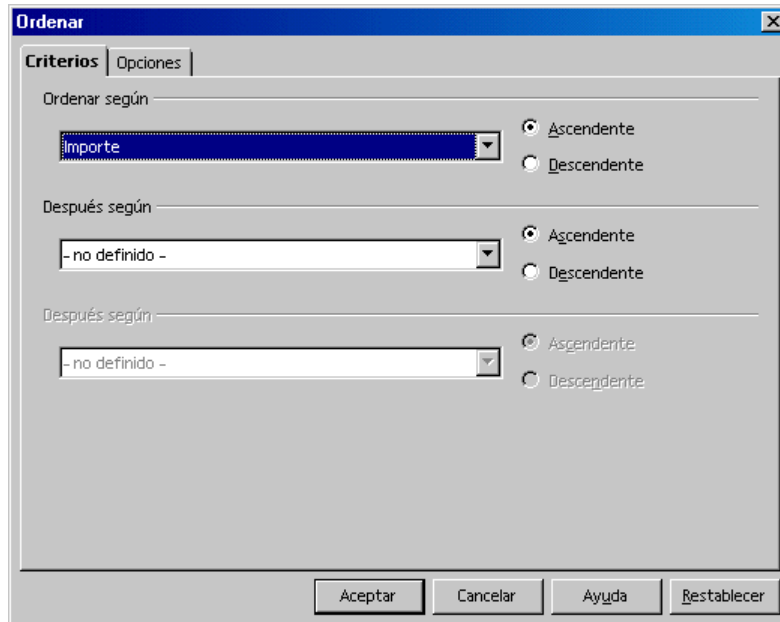 Ordenar
Criterios Opciones
Ordenar según
Importe
Ascendente
Descendente
Después según
- no definido -
Ascendente
Descendente
Después según
- no definido -
Ascendente
Descendente
Aceptar Cancelar Ayuda Restablecer